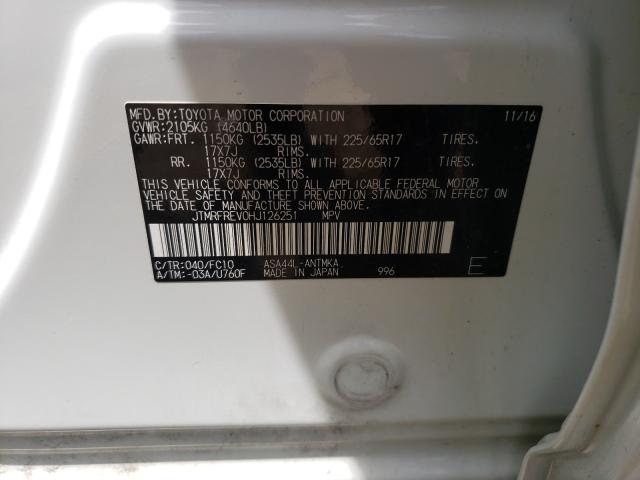 MFD. BY: TOYOTA MOTOR CORPORATION 11/16
GVWR: 2105KG (4640LB)
GAWR: FRT. 1150KG (2535LB) WITH 225/65R17 TIRES.
17X7J RIMS.
RR. 1150KG (2535LB) WITH 225/65R17 TIRES.
17X7J RIMS.
THIS VEHICLE CONFORMS TO ALL APPLICABLE FEDERAL MOTOR
VEHICLE SAFETY AND THEFT PREVENTION STANDARDS IN EFFECT ON
THE DATE OF MANUFACTURE SHOWN ABOVE.
JTMRFREV0HJ126251 MPV
C/TR: 040/FC10 ASA44L-ANTMKA
A/TM: -03A/U760F MADE IN JAPAN 996 E